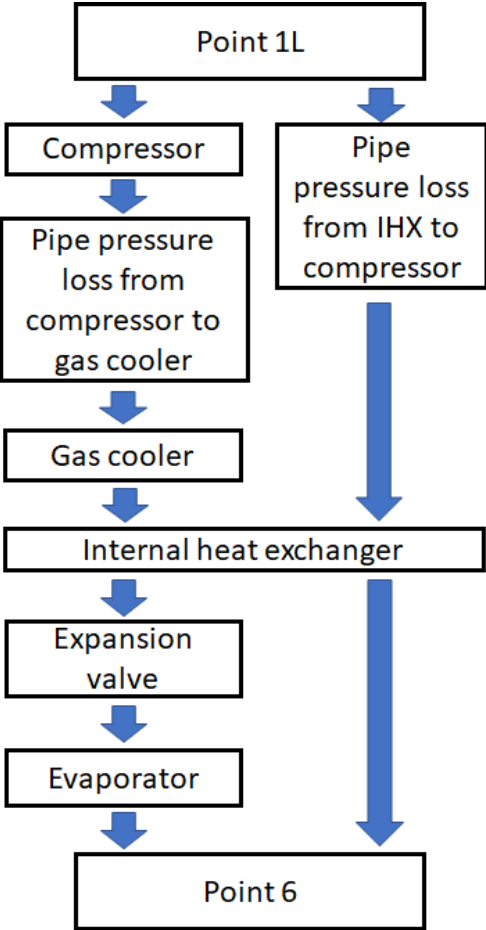 Point 1L
Compressor
Pipe
pressure loss
from IHX to
compressor
Pipe pressure
loss from
compressor to
gas cooler
Gas cooler
Internal heat exchanger
Expansion
valve
Evaporator
Point 6